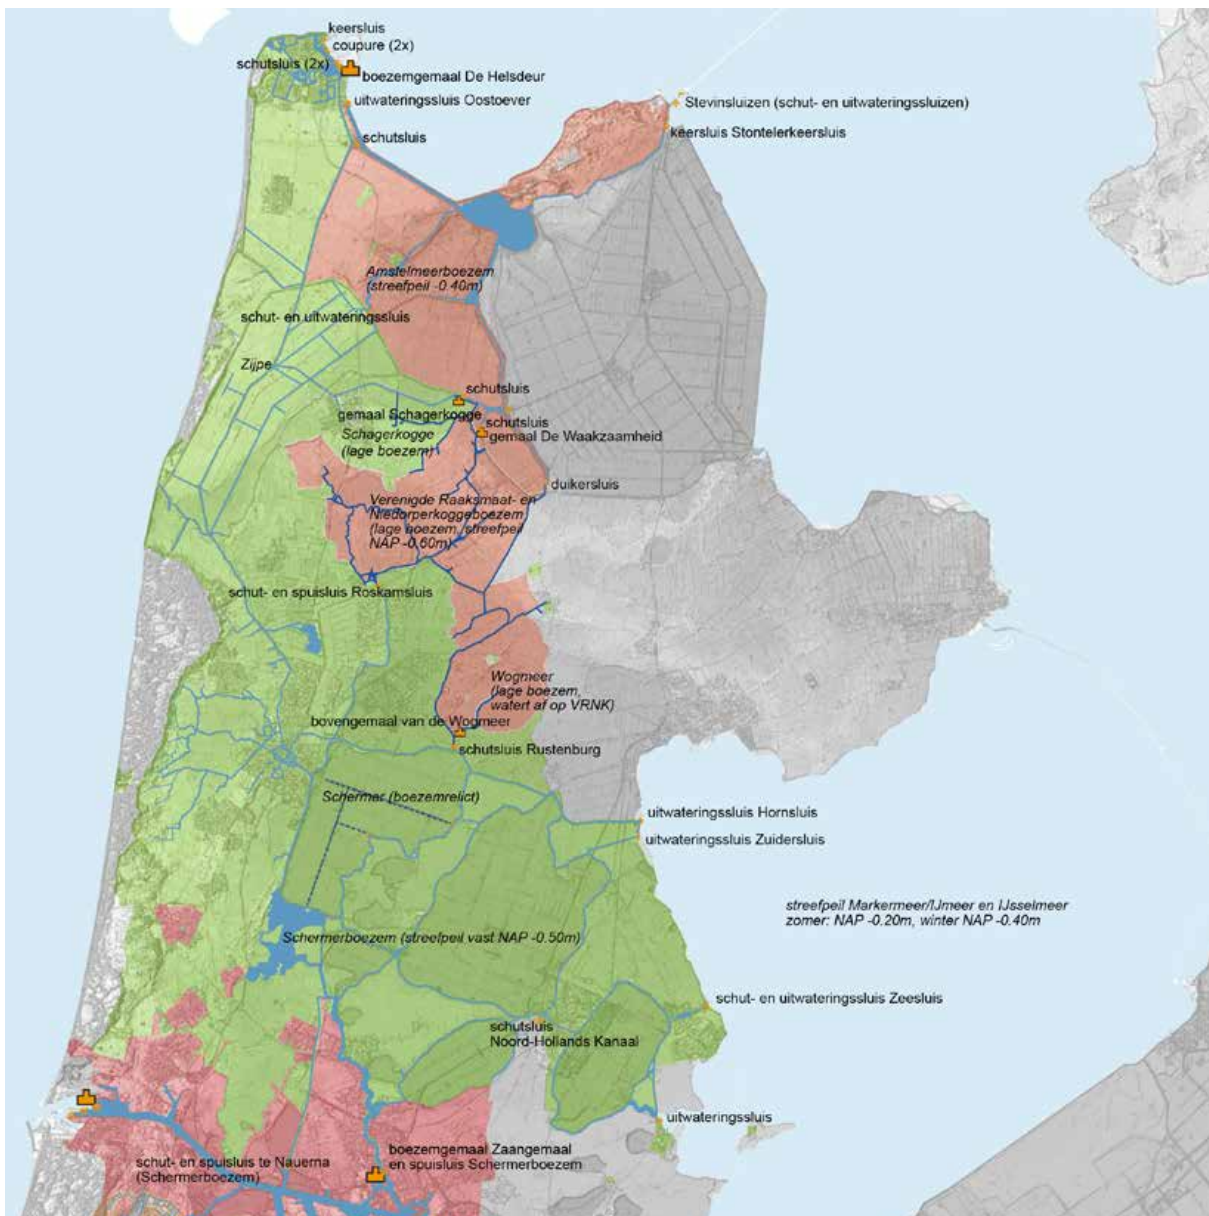 keersluis
coupure (2x)
schutsluis (2x)
boezemgemaal De Helsdeur
uitwateringssluis Oostoever
Stevinsluizen (schut- en uitwateringssluizen)
keersluis Stontelerkeersluis
schutsluis
Amstelmeerboezem
(streefpeil -0.40m)
schut- en uitwateringssluis
Zijpe
schutsluis
gemaal Schagerkogge
schutsluis
gemaal De Waakzaamheid
Schagerkogge
(lage boezem)
duikersluis
Verenigde Raaksmaat- en
Niedorperkoggeboezem
(lage boezem, streefpeil
NAP -0.60m)
schut- en spuisluis Roskamsluis
Wogmeer
(lage boezem,
watert af op VRNK)
bovengemaal van de Wogmeer
schutsluis Rustenburg
Schermer (boezemrelict)
uitwateringssluis Hornsluis
uitwateringssluis Zuidersluis
streefpeil Markermeer/IJmeer en IJsselmeer
zomer: NAP -0.20m, winter NAP -0.40m
Schermerboezem (streefpeil vast NAP -0.50m)
schut- en uitwateringssluis Zeesluis
schutsluis
Noord-Hollands Kanaal
uitwateringssluis
boezemgemaal Zaangemaal
en spuisluis Schermerboezem
schut- en spuisluis te Nauerna
(Schermerboezem)